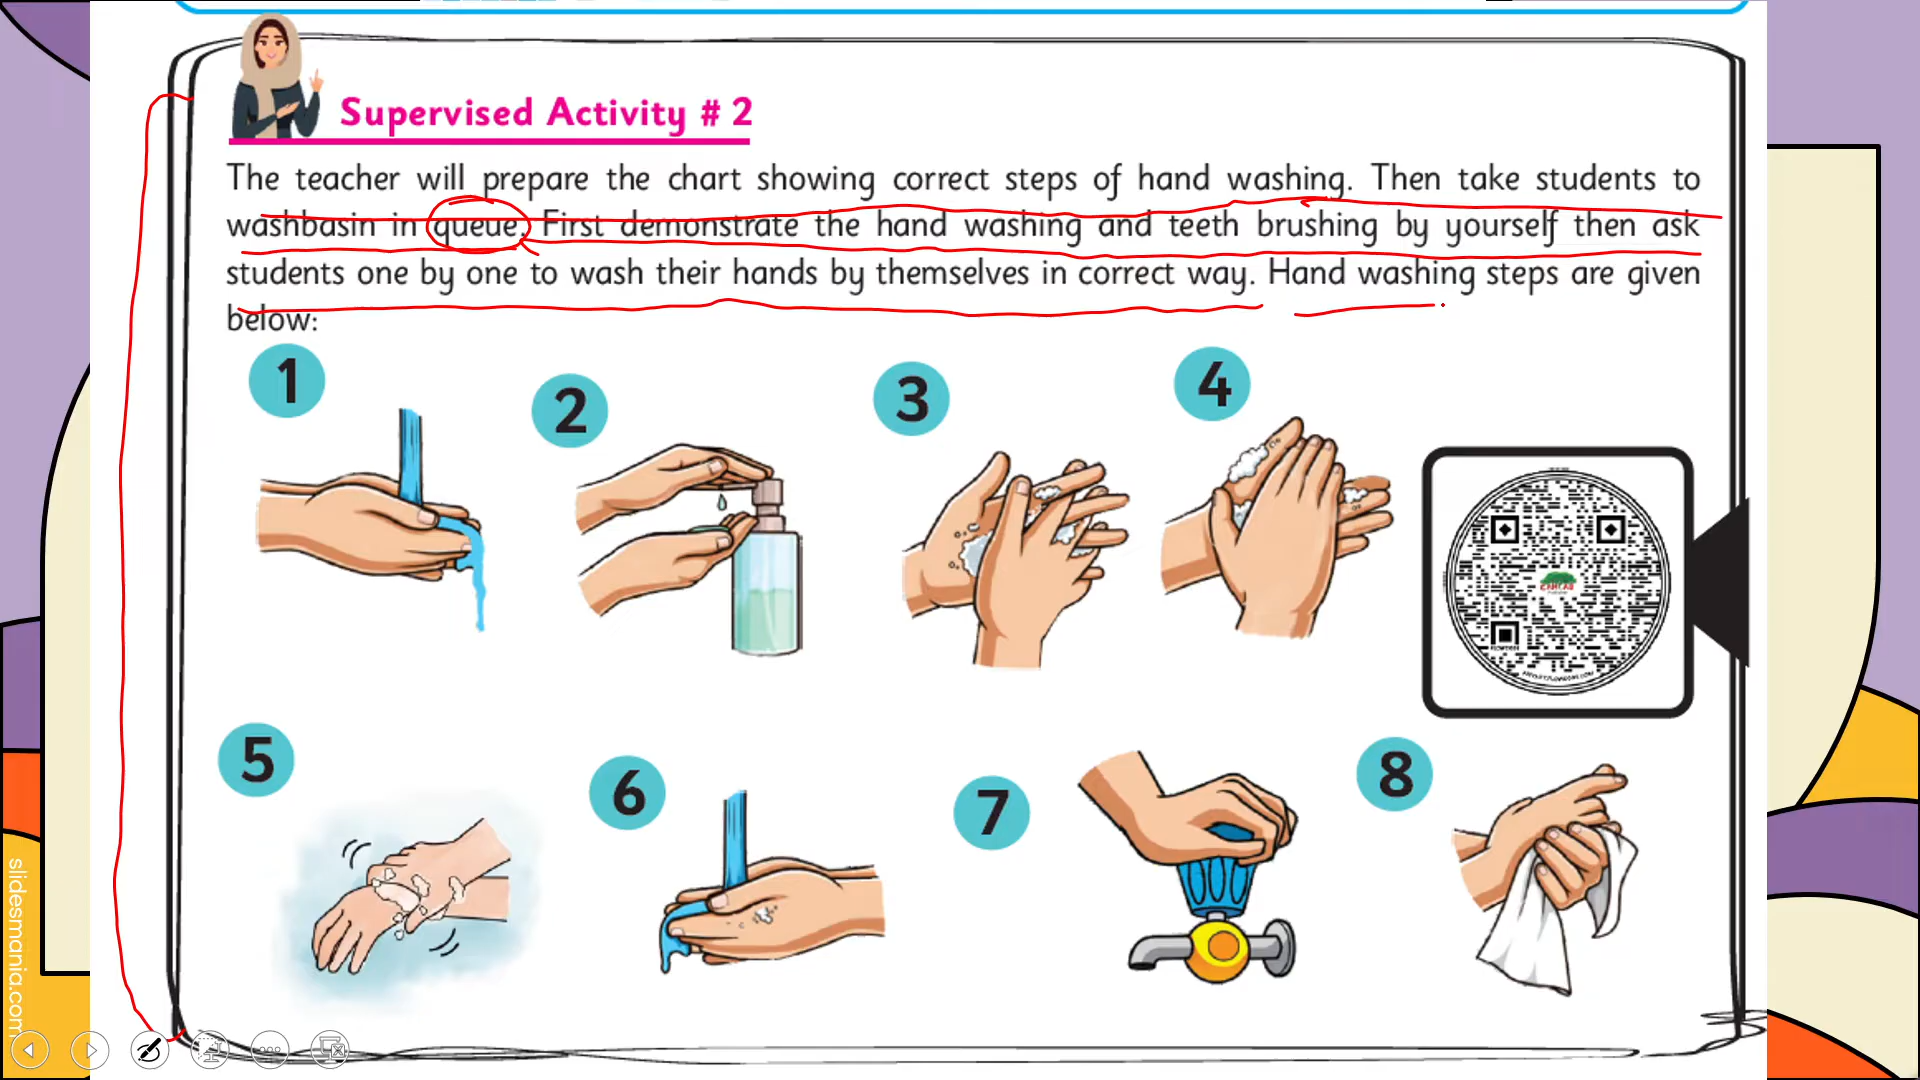 Supervised Activity # 2
The teacher will prepare the chart showing correct steps of hand washing. Then take students to
washbasin in queue. First demonstrate the hand washing and teeth brushing by yourself then ask
students one by one to wash their hands by themselves in correct way. Hand washing steps are given
below:
1
2
3
4
5
6
7
8
slidesmania.com